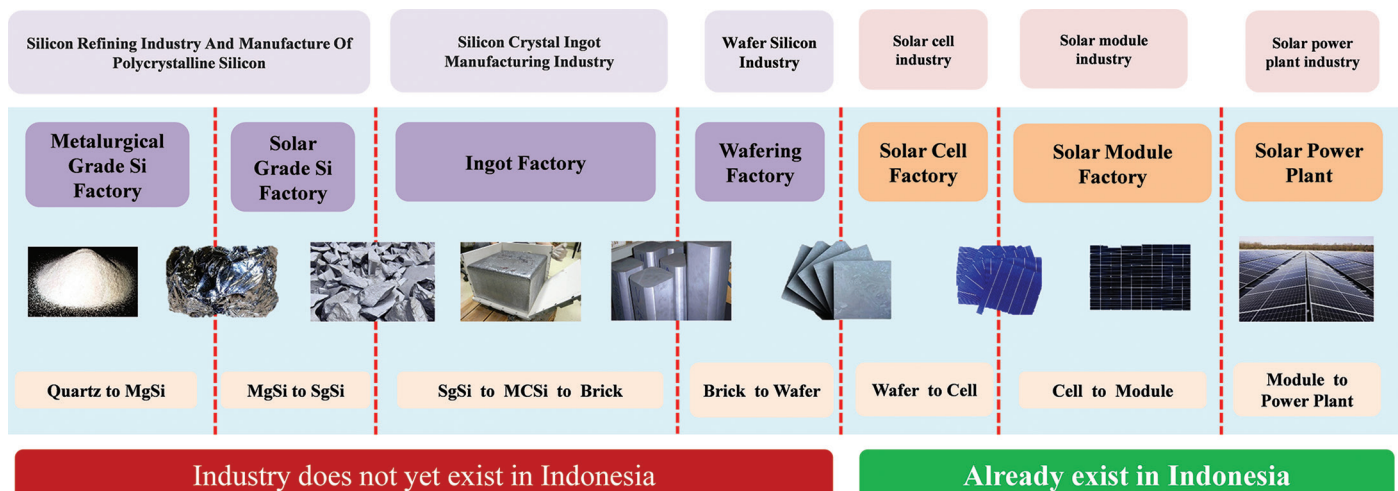 Silicon Refining Industry And Manufacture Of
Polycrystalline Silicon
Silicon Crystal Ingot
Manufacturing Industry
Wafer Silicon
Industry
Solar cell
industry
Solar module
industry
Solar power
plant industry
Metalurgical
Grade Si
Factory
Solar
Grade Si
Factory
Ingot Factory
Wafering
Factory
Solar Cell
Factory
Solar Module
Factory
Solar Power
Plant
Quartz to MgSi
MgSi to SgSi
SgSi to MCSi to Brick
Brick to Wafer
Wafer to Cell
Cell to Module
Module to
Power Plant
Industry does not yet exist in Indonesia
Already exist in Indonesia